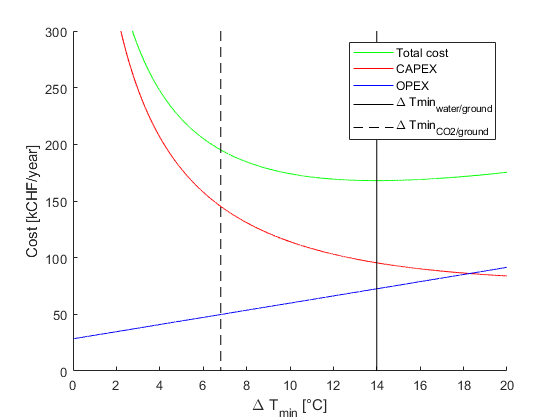 300
250
200
150
100
50
0
Cost [kCHF/year]
0 2 4 6 8 10 12 14 16 18 20
Δ T_min [°C]
Total cost
CAPEX
OPEX
Δ Tmin_water/ground
Δ Tmin_CO2/ground